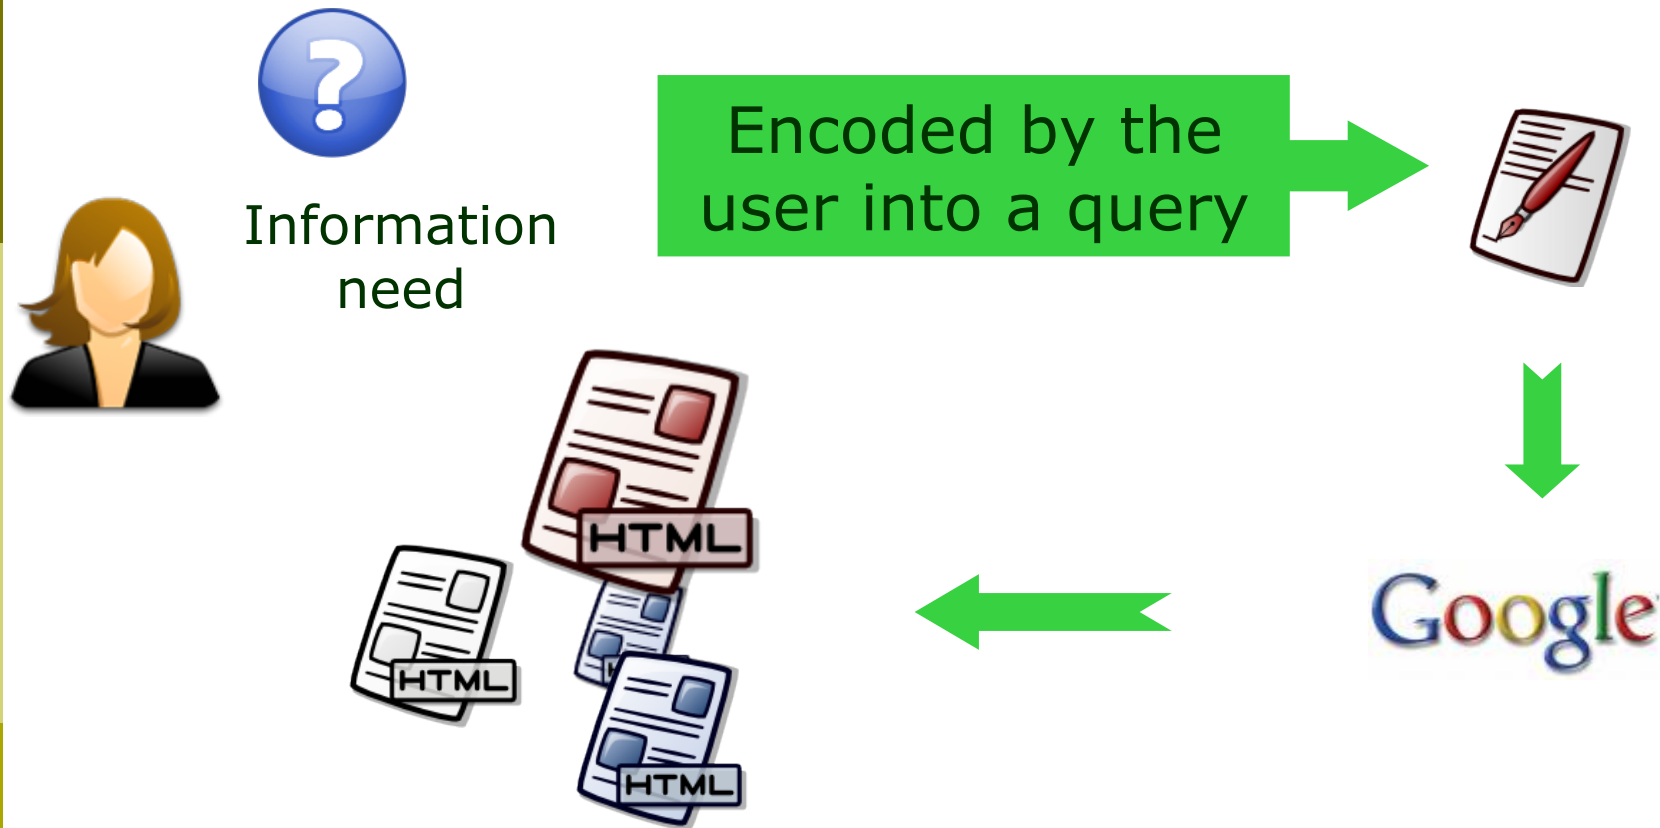 Information
need
Encoded by the
user into a query
HTML
HTML
HTML
Google